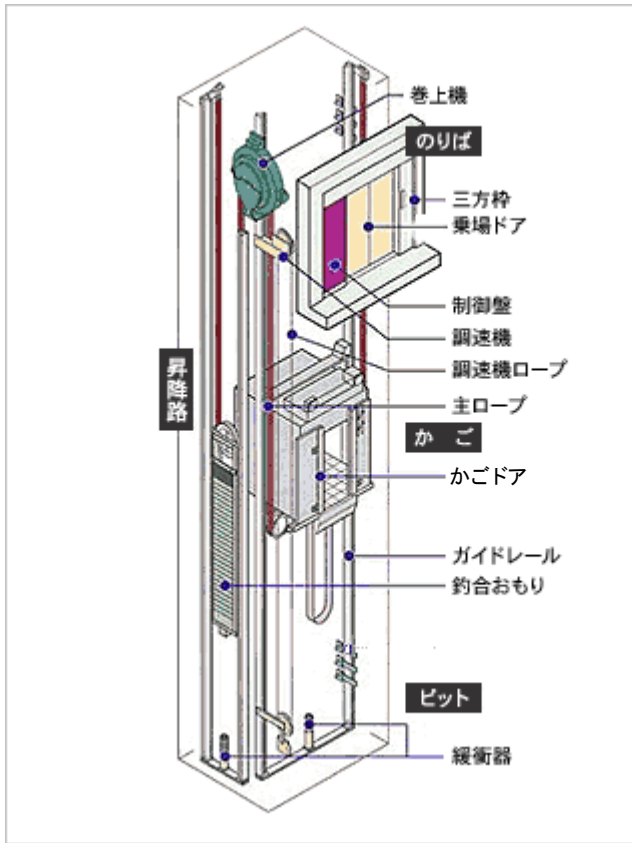 巻上機
のりば
三方枠
乗場ドア
制御盤
調速機
調速機ロープ
主ロープ
昇降路
かご
かごドア
ガイドレール
釣合おもり
ピット
緩衝器